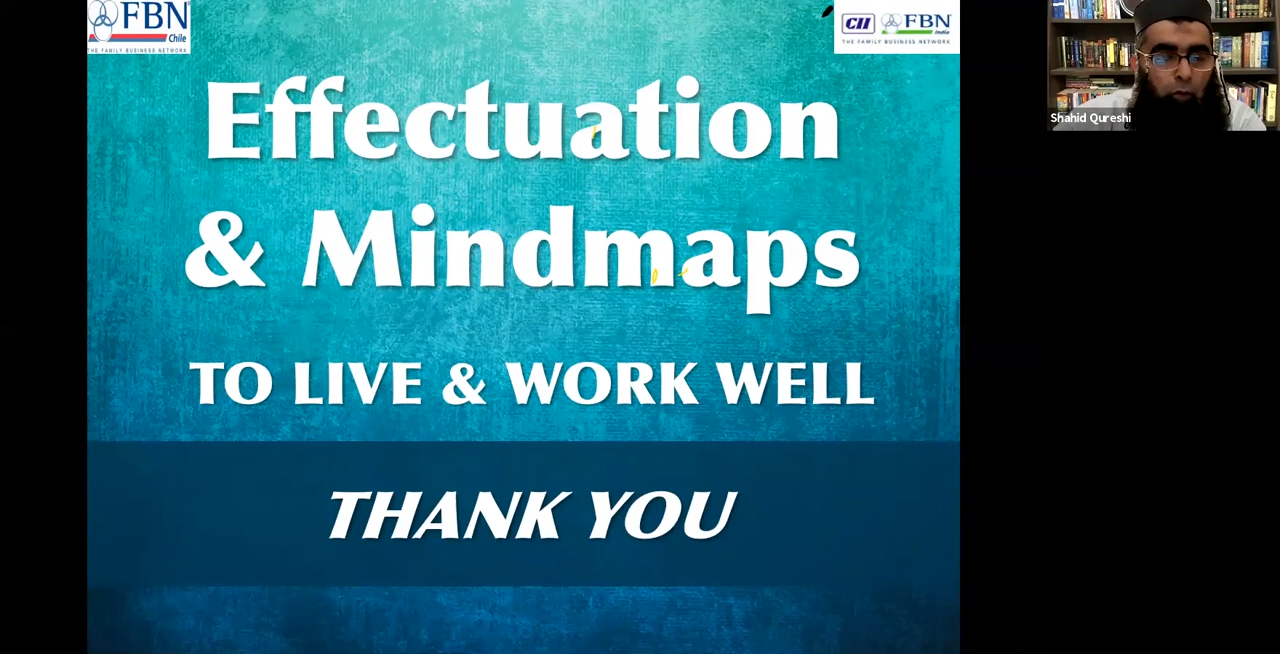 FBN
Chile
THE FAMILY BUSINESS NETWORK
CII FBN
India
THE FAMILY BUSINESS NETWORK
Effectuation
& Mindmaps
TO LIVE & WORK WELL
THANK YOU
Shahid Qureshi